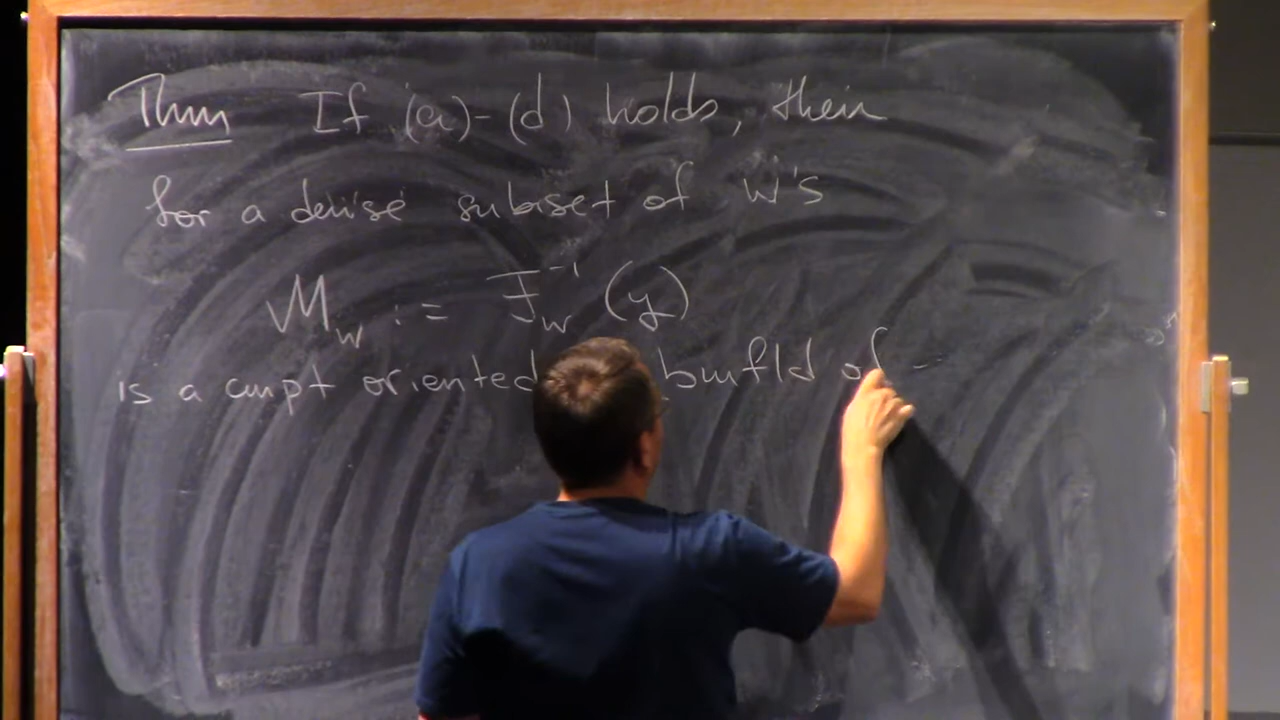 Thm If (a)-(d) holds, then
for a dense subset of w's
M_w := F_w^{-1}(y)
is a cmpt oriented bmfld of